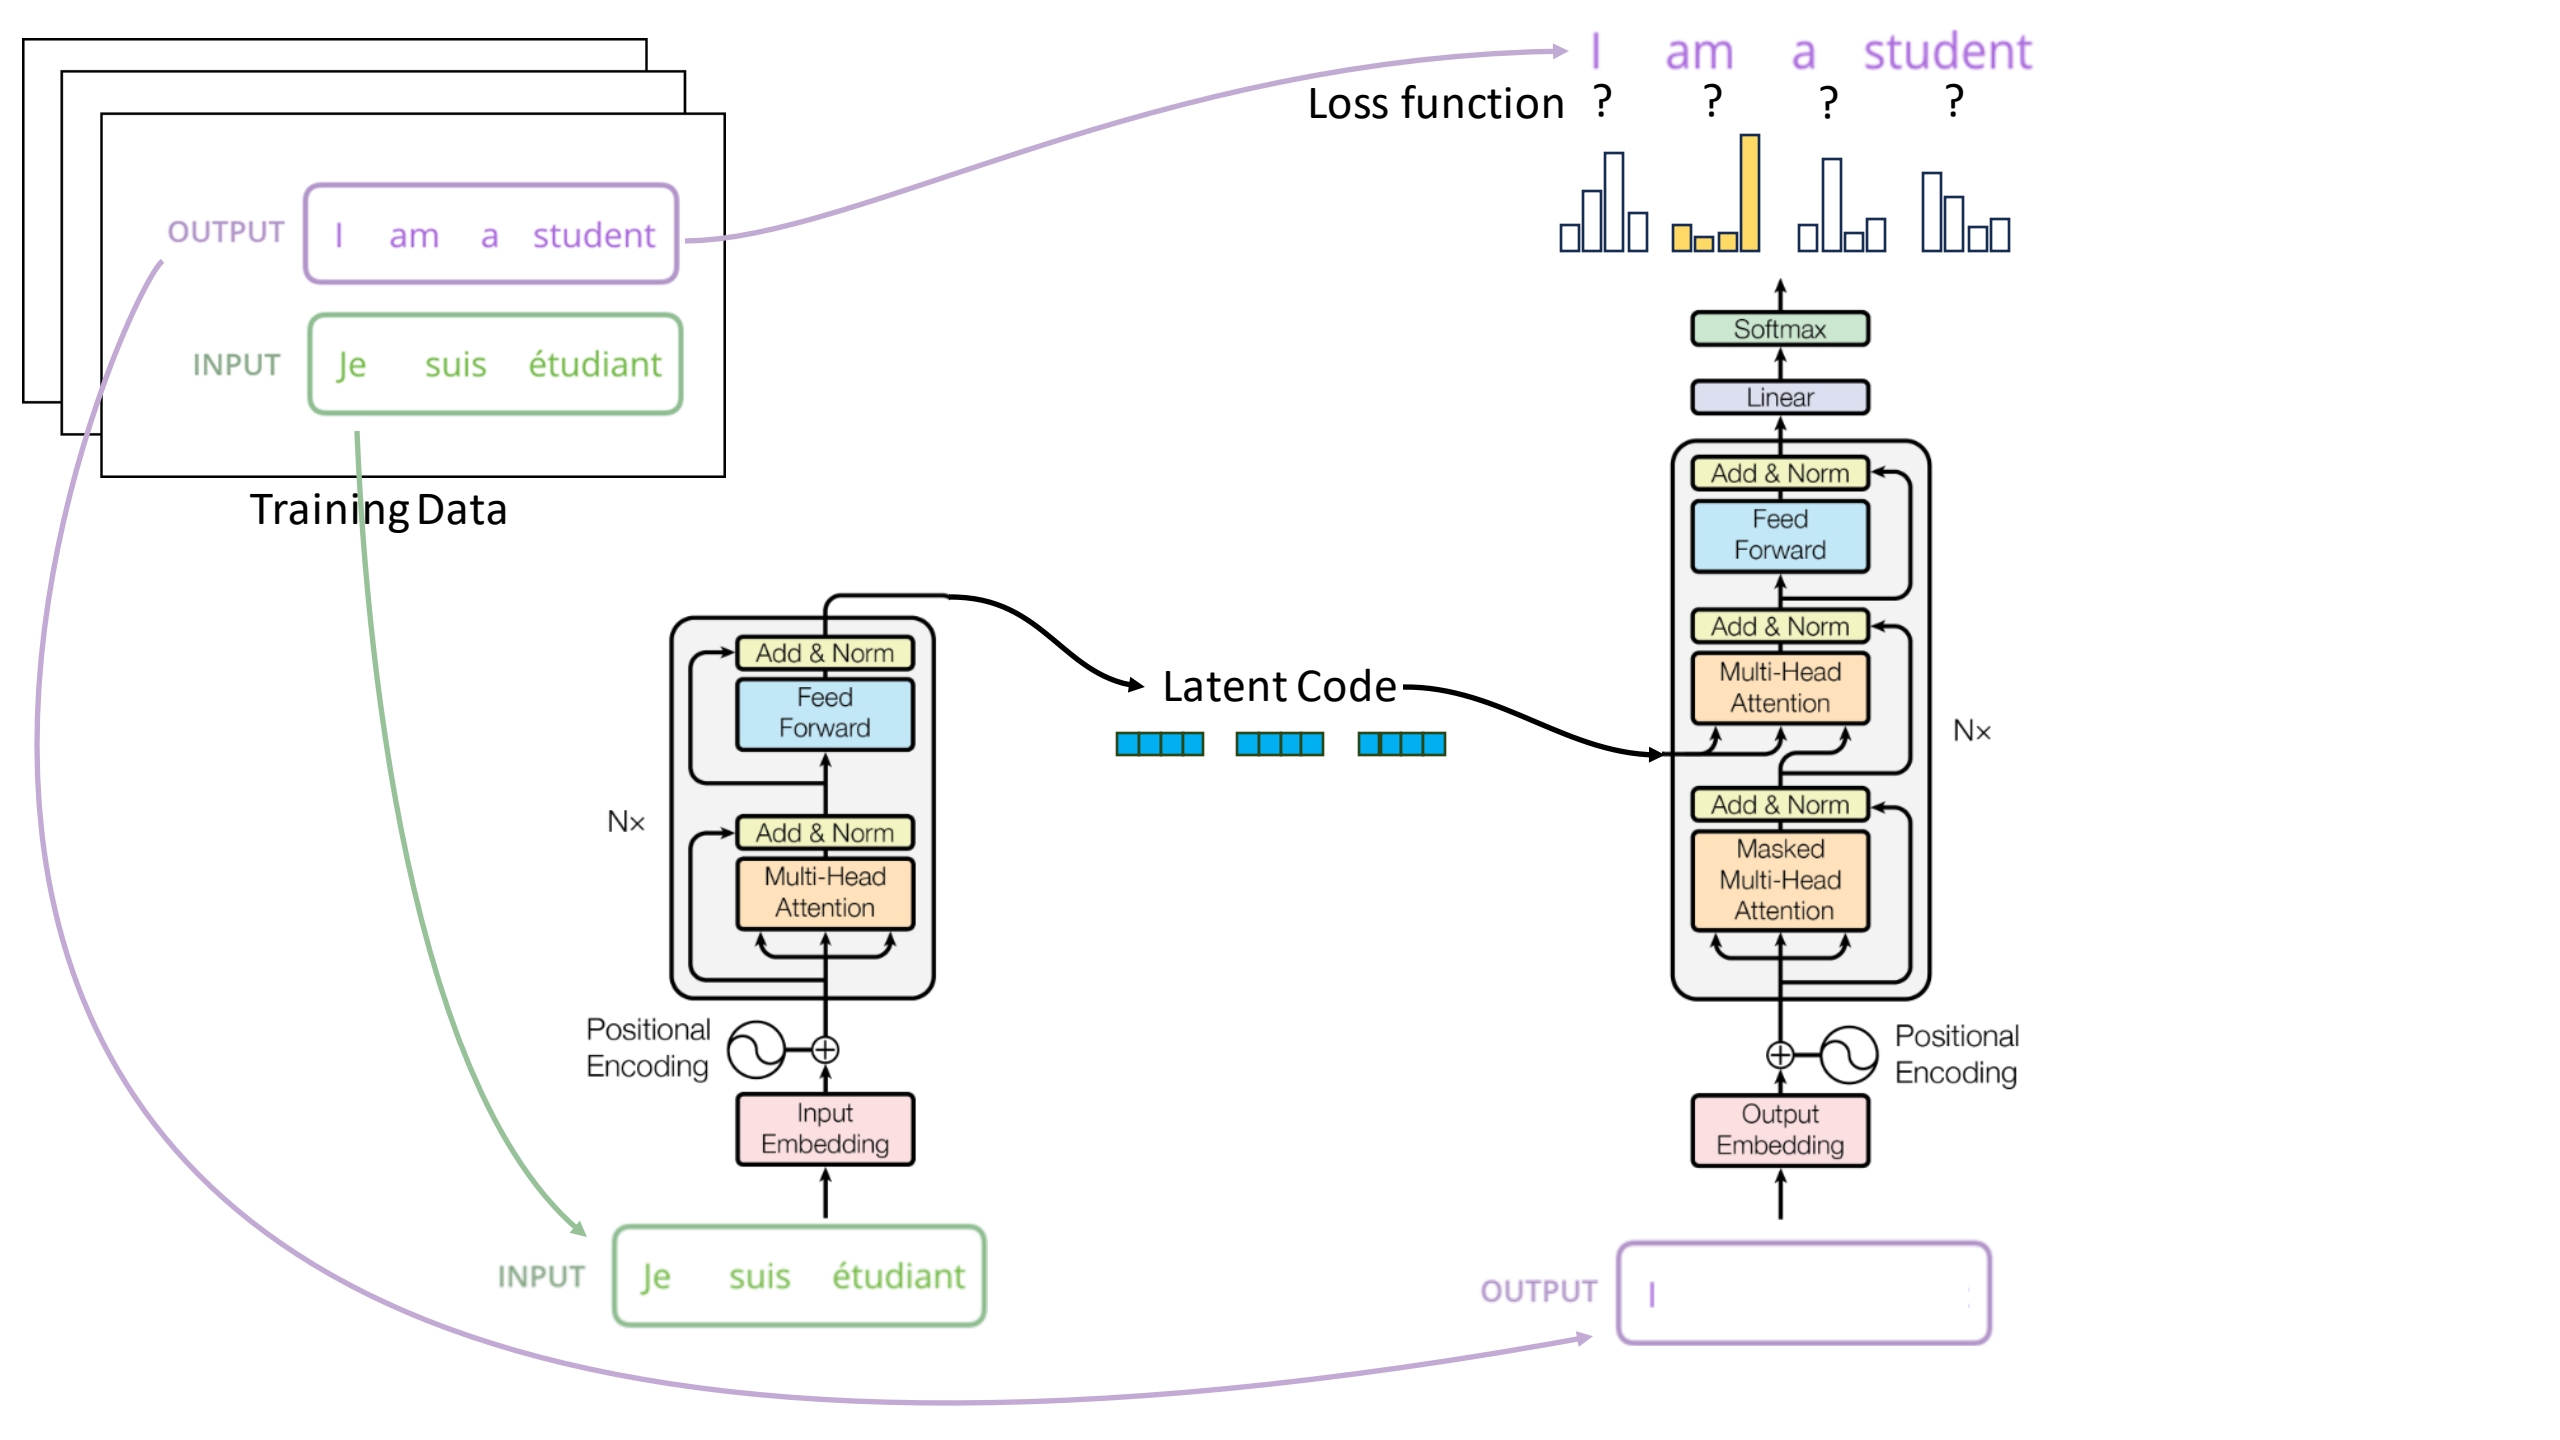 OUTPUT
I am a student
INPUT
Je suis étudiant
Training Data
I am a student
Loss function ? ? ? ?
Softmax
Linear
Add & Norm
Feed
Forward
Add & Norm
Multi-Head
Attention
Nx
Add & Norm
Masked
Multi-Head
Attention
Positional
Encoding
Output
Embedding
OUTPUT
I
Latent Code
Add & Norm
Feed
Forward
Nx
Add & Norm
Multi-Head
Attention
Positional
Encoding
Input
Embedding
INPUT
Je suis étudiant